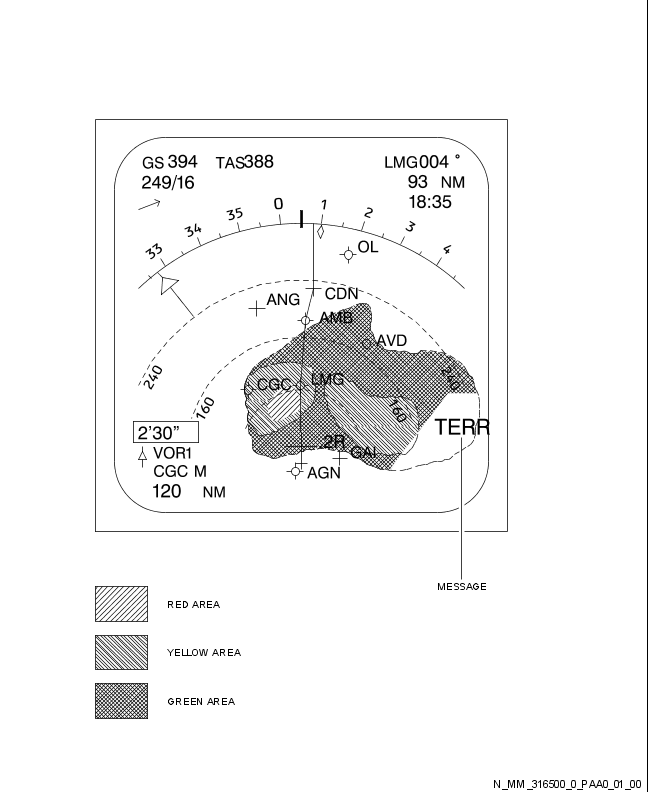 GS 394 TAS388 LMG004 °
249/16 93 NM
18:35
33 34 35 0 1 2 3 4
OL
ANG CDN
AMB
AVD
240 240
CGC LMG
160 160
TERR
2'30"
2R
GAI
VOR1
CGC M
AGN
120 NM
MESSAGE
RED AREA
YELLOW AREA
GREEN AREA
N_MM_316500_0_PAA0_01_00